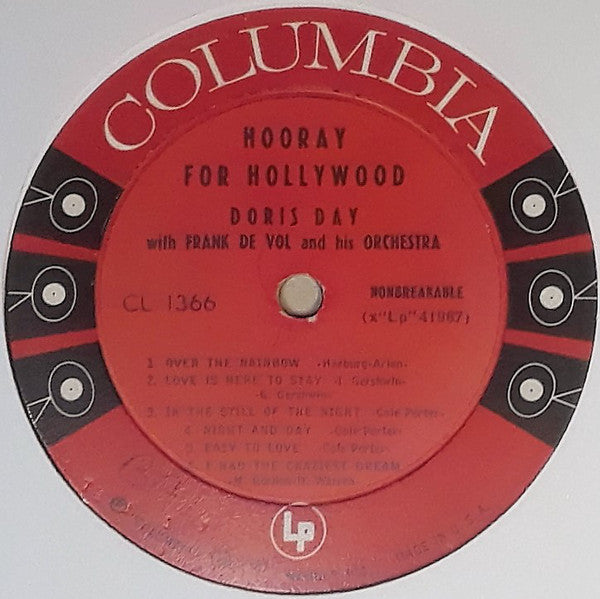 COLUMBIA
HOORAY
FOR HOLLYWOOD
DORIS DAY
with FRANK DE VOL and his ORCHESTRA
CL 1366
NONBREAKABLE
(x"Lp"41967)
1. OVER THE RAINBOW -Harburg-Arlen-
2. LOVE IS HERE TO STAY -I. Gershwin-
G. Gershwin-
3. IN THE STILL OF THE NIGHT -Cole Porter-
4. NIGHT AND DAY -Cole Porter-
5. EASY TO LOVE -Cole Porter-
6. I HAD THE CRAZIEST DREAM
M. Gordon-H. Warren
Lp
MADE IN U.S.A.